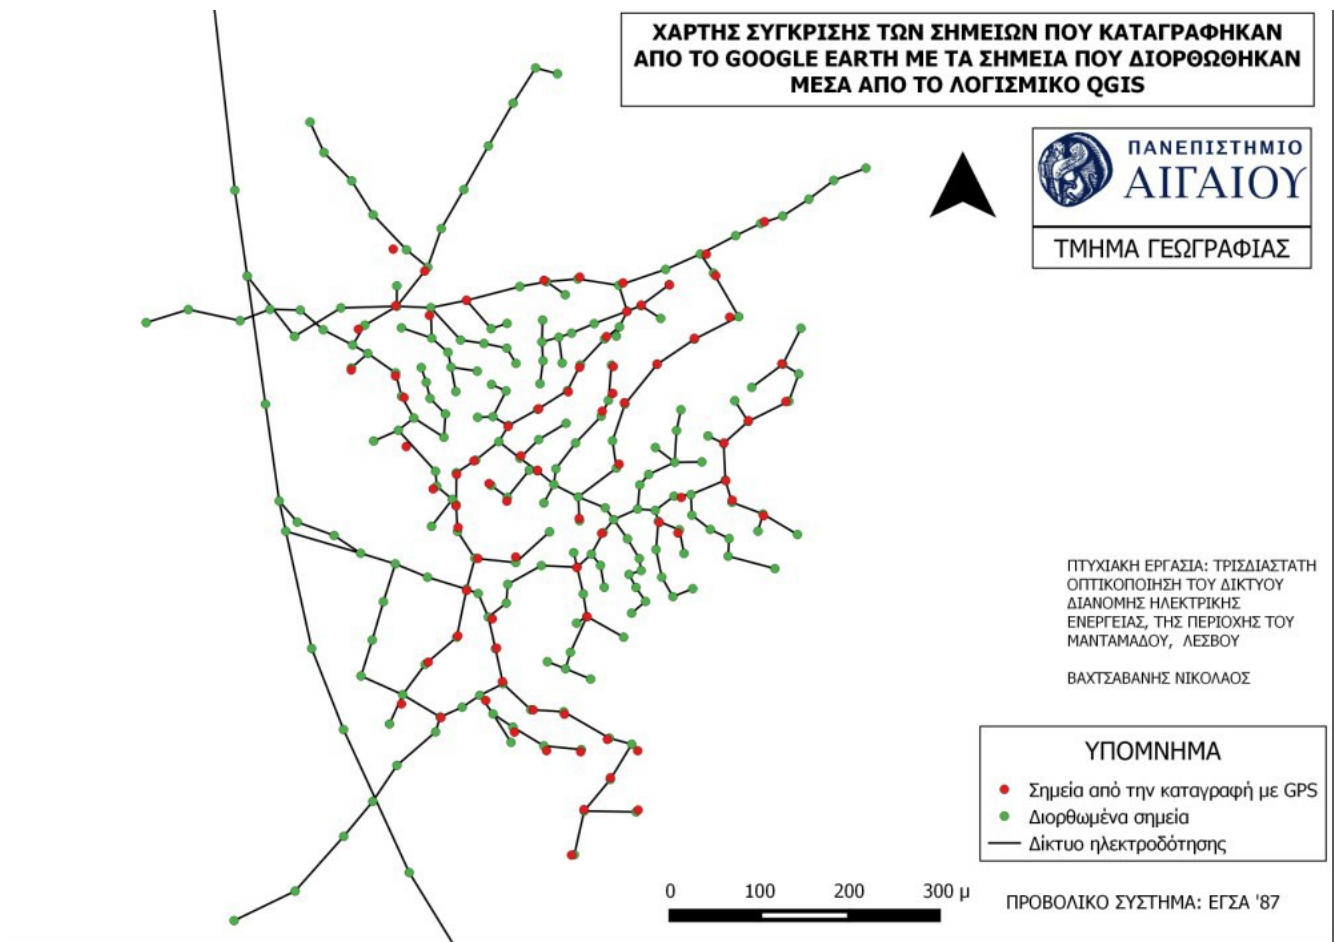 ΧΑΡΤΗΣ ΣΥΓΚΡΙΣΗΣ ΤΩΝ ΣΗΜΕΙΩΝ ΠΟΥ ΚΑΤΑΓΡΑΦΗΚΑΝ
ΑΠΟ ΤΟ GOOGLE EARTH ΜΕ ΤΑ ΣΗΜΕΙΑ ΠΟΥ ΔΙΟΡΘΩΘΗΚΑΝ
ΜΕΣΑ ΑΠΟ ΤΟ ΛΟΓΙΣΜΙΚΟ QGIS
ΠΑΝΕΠΙΣΤΗΜΙΟ
ΑΙΓΑΙΟΥ
ΤΜΗΜΑ ΓΕΩΓΡΑΦΙΑΣ
ΠΤΥΧΙΑΚΗ ΕΡΓΑΣΙΑ: ΤΡΙΣΔΙΑΣΤΑΤΗ
ΟΠΤΙΚΟΠΟΙΗΣΗ ΤΟΥ ΔΙΚΤΥΟΥ
ΔΙΑΝΟΜΗΣ ΗΛΕΚΤΡΙΚΗΣ
ΕΝΕΡΓΕΙΑΣ, ΤΗΣ ΠΕΡΙΟΧΗΣ ΤΟΥ
ΜΑΝΤΑΜΑΔΟΥ, ΛΕΣΒΟΥ
ΒΑΧΤΣΑΒΑΝΗΣ ΝΙΚΟΛΑΟΣ
ΥΠΟΜΝΗΜΑ
Σημεία από την καταγραφή με GPS
Διορθωμένα σημεία
Δίκτυο ηλεκτροδότησης
0 100 200 300 μ
ΠΡΟΒΟΛΙΚΟ ΣΥΣΤΗΜΑ: ΕΓΣΑ '87